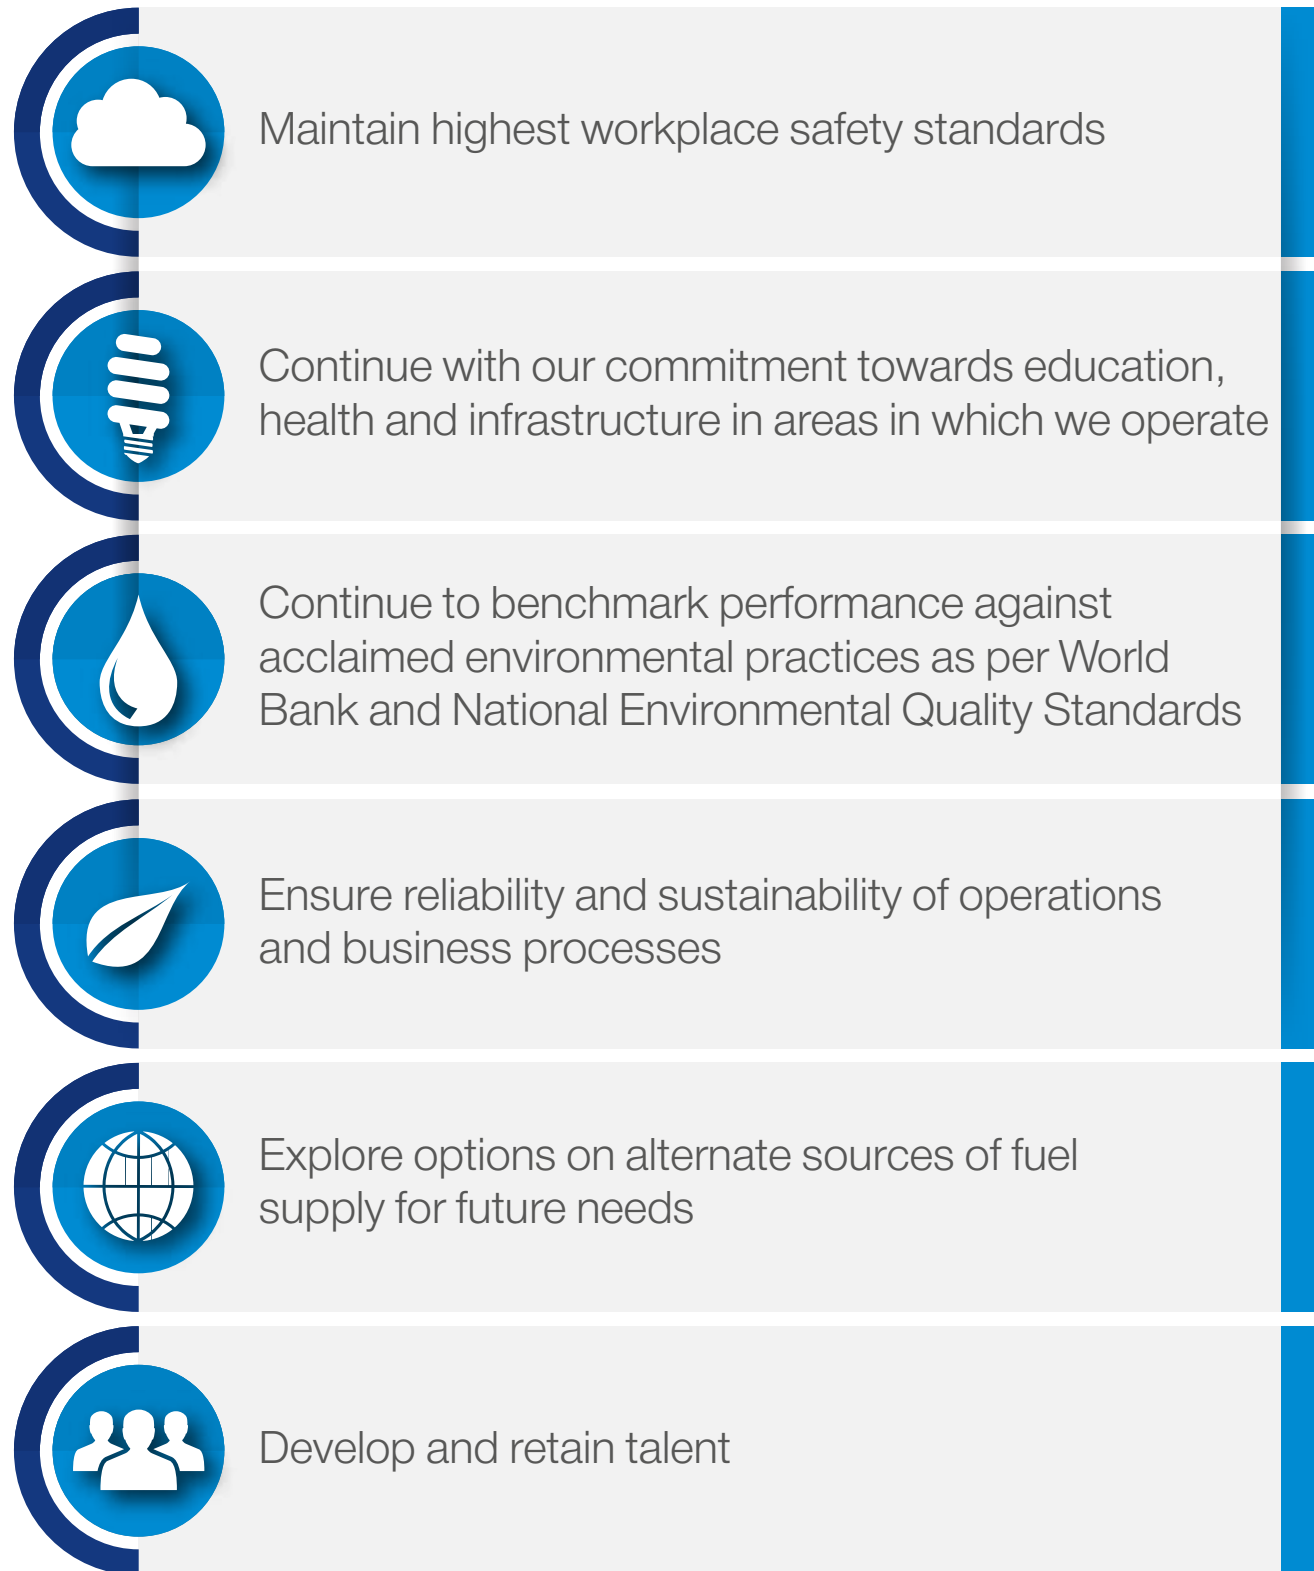 Maintain highest workplace safety standards
Continue with our commitment towards education,
health and infrastructure in areas in which we operate
Continue to benchmark performance against
acclaimed environmental practices as per World
Bank and National Environmental Quality Standards
Ensure reliability and sustainability of operations
and business processes
Explore options on alternate sources of fuel
supply for future needs
Develop and retain talent